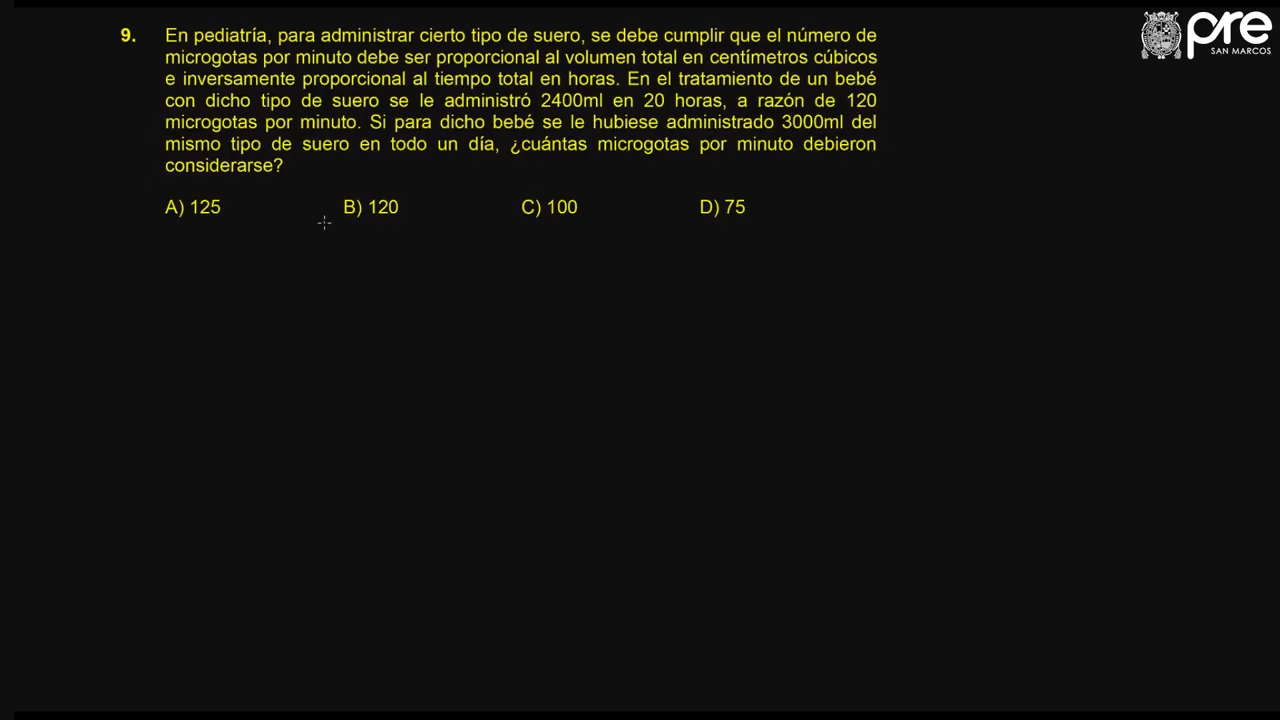 pre
SAN MARCOS
9. En pediatría, para administrar cierto tipo de suero, se debe cumplir que el número de
microgotas por minuto debe ser proporcional al volumen total en centímetros cúbicos
e inversamente proporcional al tiempo total en horas. En el tratamiento de un bebé
con dicho tipo de suero se le administró 2400ml en 20 horas, a razón de 120
microgotas por minuto. Si para dicho bebé se le hubiese administrado 3000ml del
mismo tipo de suero en todo un día, ¿cuántas microgotas por minuto debieron
considerarse?
A) 125 B) 120 C) 100 D) 75